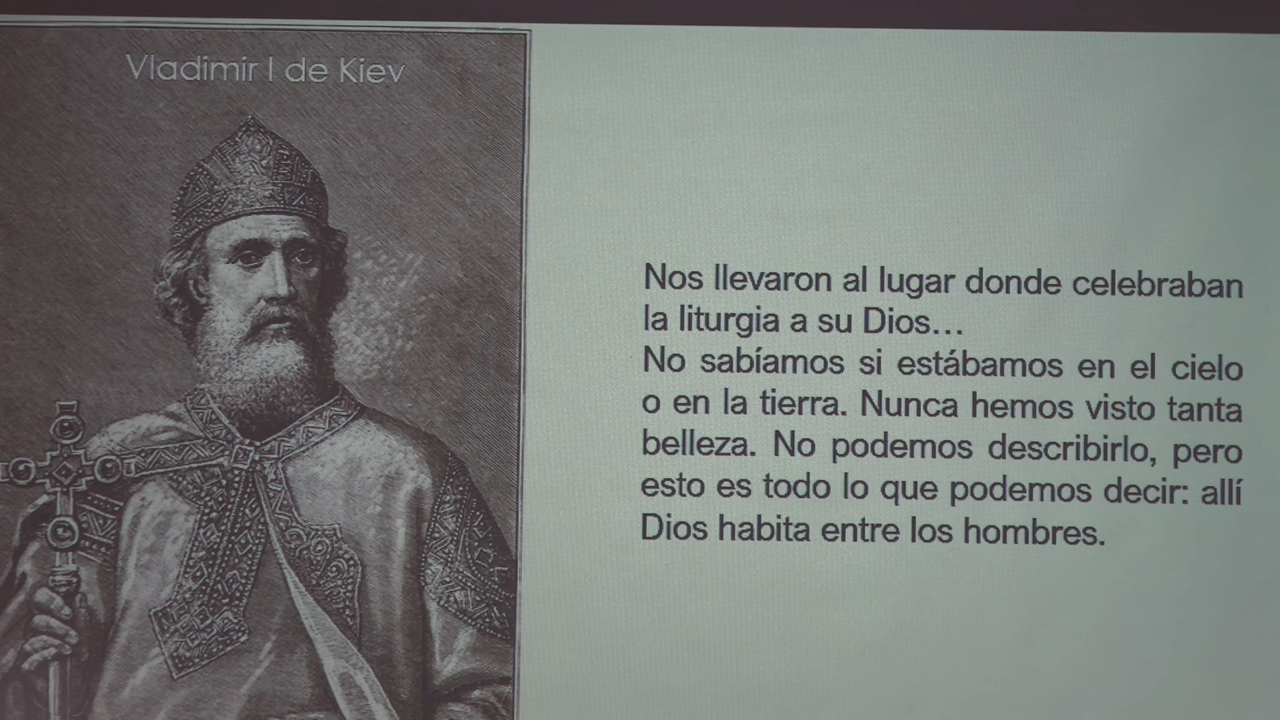 Vladimir I de Kiev
Nos llevaron al lugar donde celebraban
la liturgia a su Dios…
No sabíamos si estábamos en el cielo
o en la tierra. Nunca hemos visto tanta
belleza. No podemos describirlo, pero
esto es todo lo que podemos decir: allí
Dios habita entre los hombres.